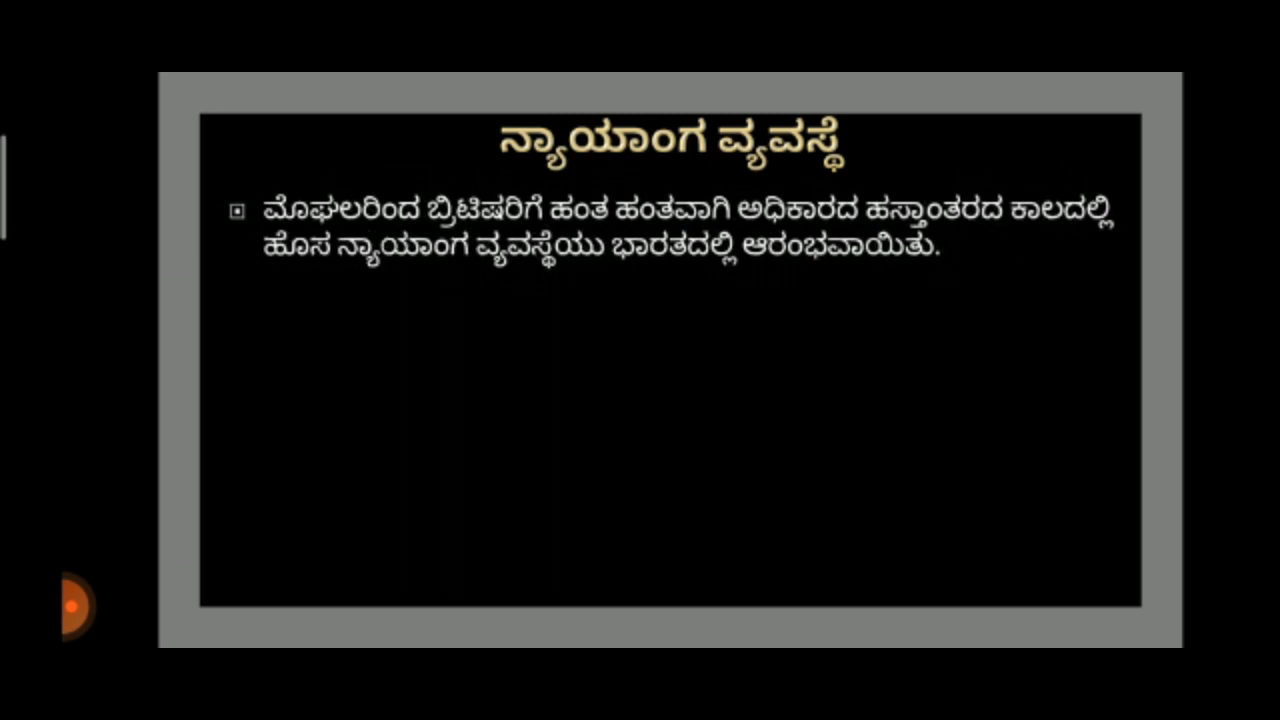 ನ್ಯಾಯಾಂಗ ವ್ಯವಸ್ಥೆ
ಮೊಘಲರಿಂದ ಬ್ರಿಟಿಷರಿಗೆ ಹಂತ ಹಂತವಾಗಿ ಅಧಿಕಾರದ ಹಸ್ತಾಂತರದ ಕಾಲದಲ್ಲಿ
ಹೊಸ ನ್ಯಾಯಾಂಗ ವ್ಯವಸ್ಥೆಯು ಭಾರತದಲ್ಲಿ ಆರಂಭವಾಯಿತು.